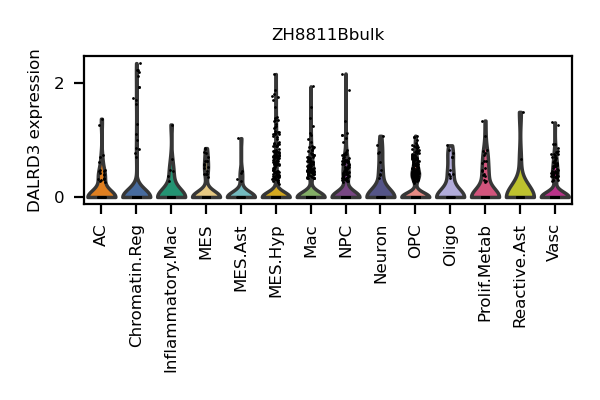 ZH8811Bbulk
DALRD3 expression
2
0
AC
Chromatin.Reg
Inflammatory.Mac
MES
MES.Ast
MES.Hyp
Mac
NPC
Neuron
OPC
Oligo
Prolif.Metab
Reactive.Ast
Vasc